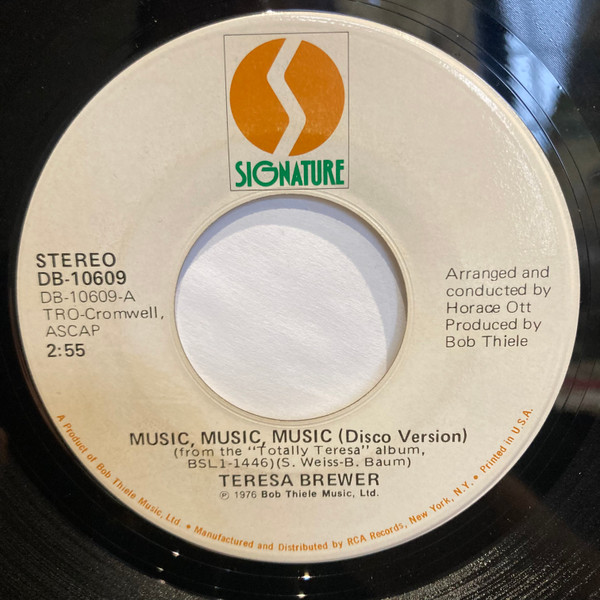 SIGNATURE
STEREO
DB-10609
DB-10609-A
TRO-Cromwell,
ASCAP
2:55
Arranged and
conducted by
Horace Ott
Produced by
Bob Thiele
MUSIC, MUSIC, MUSIC (Disco Version)
(from the "Totally Teresa" album,
BSL1-1446)(S. Weiss-B. Baum)
TERESA BREWER
℗ 1976 Bob Thiele Music, Ltd.
A Product of Bob Thiele Music, Ltd. • Manufactured and Distributed by RCA Records, New York, N.Y. • Printed in U.S.A.